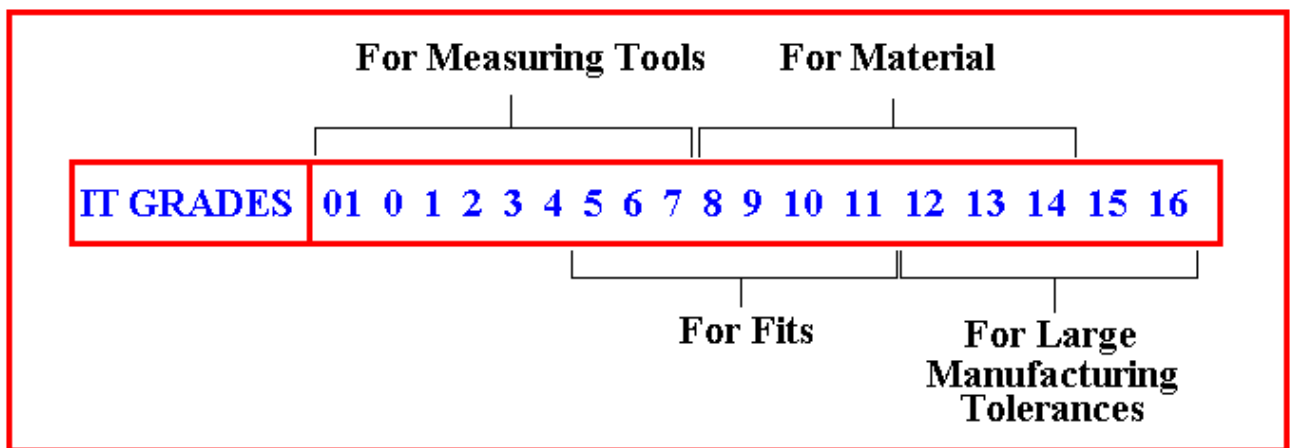 For Measuring Tools For Material
IT GRADES 01 0 1 2 3 4 5 6 7 8 9 10 11 12 13 14 15 16
For Fits
For Large
Manufacturing
Tolerances